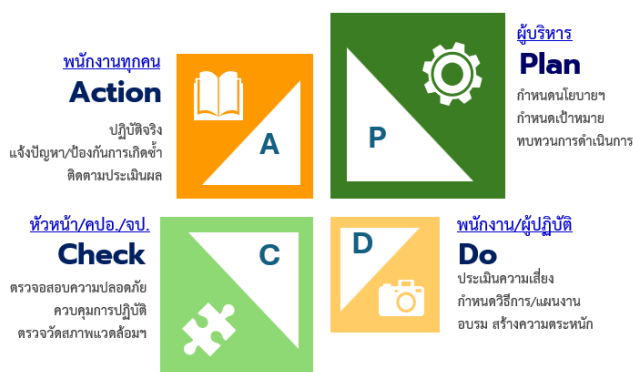 พนักงานทุกคน
Action
ปฏิบัติจริง
แจ้งปัญหา/ป้องกันการเกิดซ้ำ
ติดตามประเมินผล
A
ผู้บริหาร
Plan
กำหนดนโยบายฯ
กำหนดเป้าหมาย
ทบทวนการดำเนินการ
P
หัวหน้า/คปอ./จป.
Check
ตรวจสอบความปลอดภัย
ควบคุมการปฏิบัติ
ตรวจวัดสภาพแวดล้อมฯ
C
D
พนักงาน/ผู้ปฏิบัติ
Do
ประเมินความเสี่ยง
กำหนดวิธีการ/แผนงาน
อบรม สร้างความตระหนัก